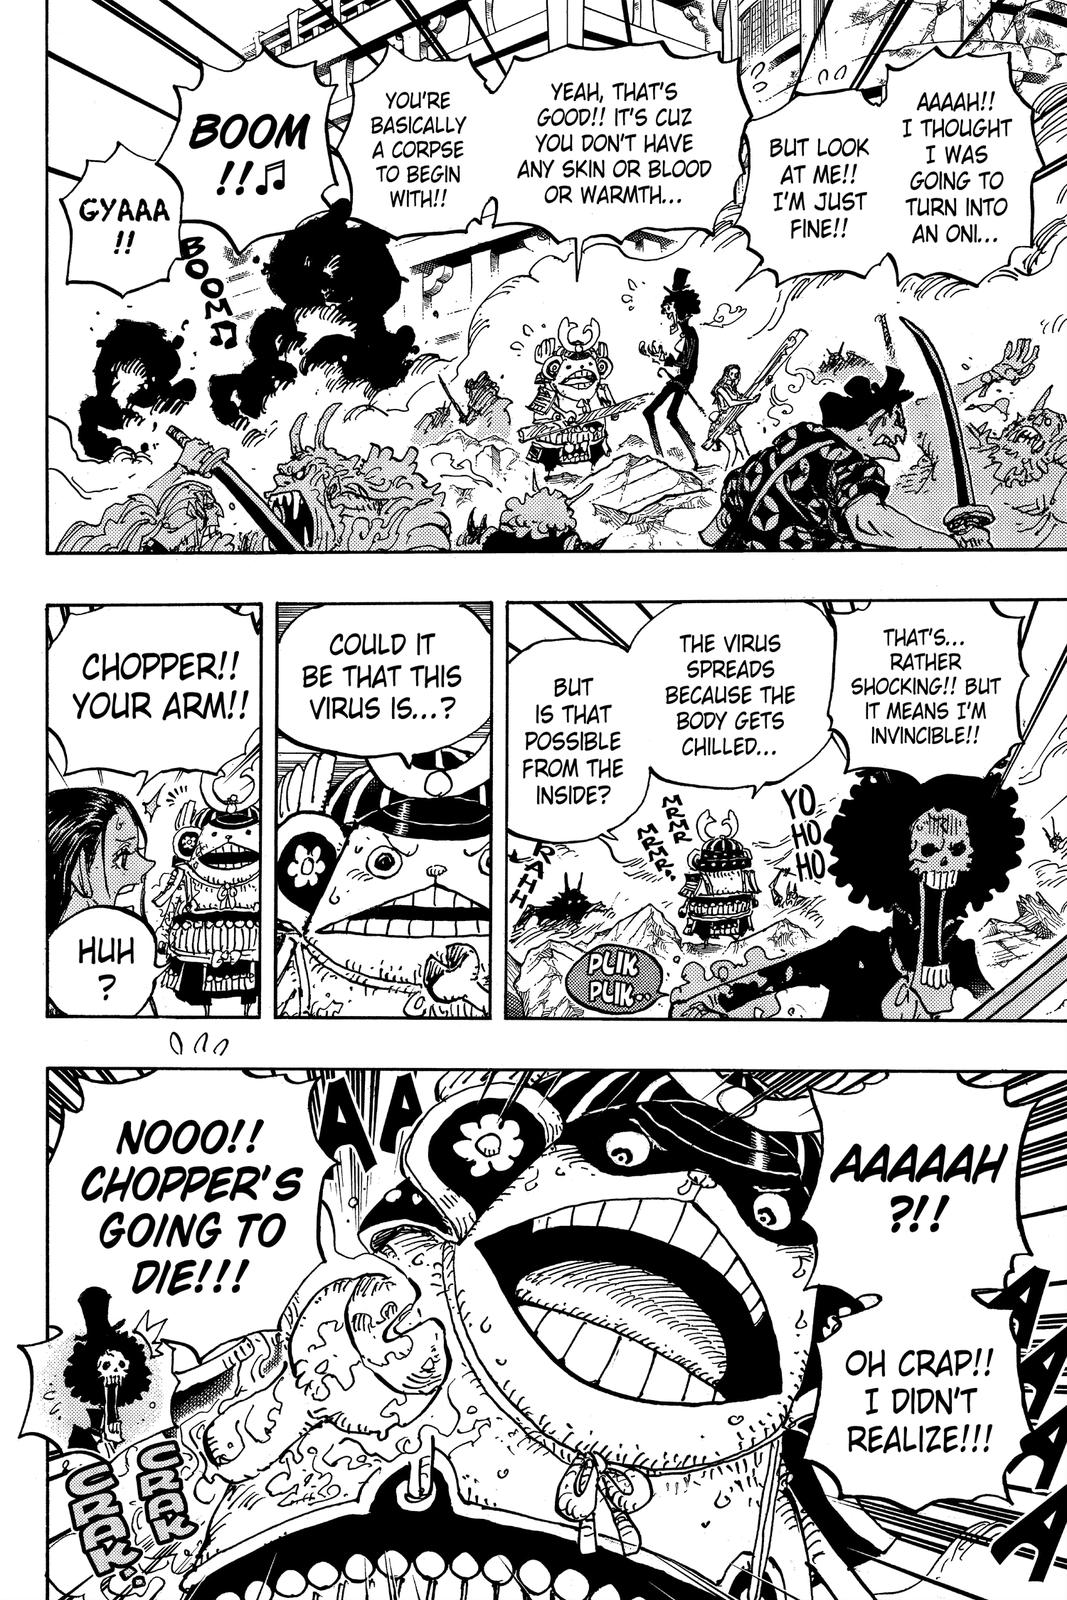 AAAAH!!
I THOUGHT
I WAS
GOING TO
TURN INTO
AN ONI...
BUT LOOK
AT ME!!
I'M JUST
FINE!!
YEAH, THAT'S
GOOD!! IT'S CUZ
YOU DON'T HAVE
ANY SKIN OR BLOOD
OR WARMTH...
YOU'RE
BASICALLY
A CORPSE
TO BEGIN
WITH!!
BOOM
!!♫
BOOM♫
GYAAA
!!
THAT'S...
RATHER
SHOCKING!! BUT
IT MEANS I'M
INVINCIBLE!!
YO
HO
HO
THE VIRUS
SPREADS
BECAUSE THE
BODY GETS
CHILLED...
MRMR
MRMR..
BUT
IS THAT
POSSIBLE
FROM THE
INSIDE?
RAHH
PLIK
PLIK..
COULD IT
BE THAT THIS
VIRUS IS...?
CHOPPER!!
YOUR ARM!!
HUH
?
AAAAAH
?!!
OH CRAP!!
I DIDN'T
REALIZE!!!
AA
AAAA
NOOO!!
CHOPPER'S
GOING TO
DIE!!!
CRAK
CRAK..